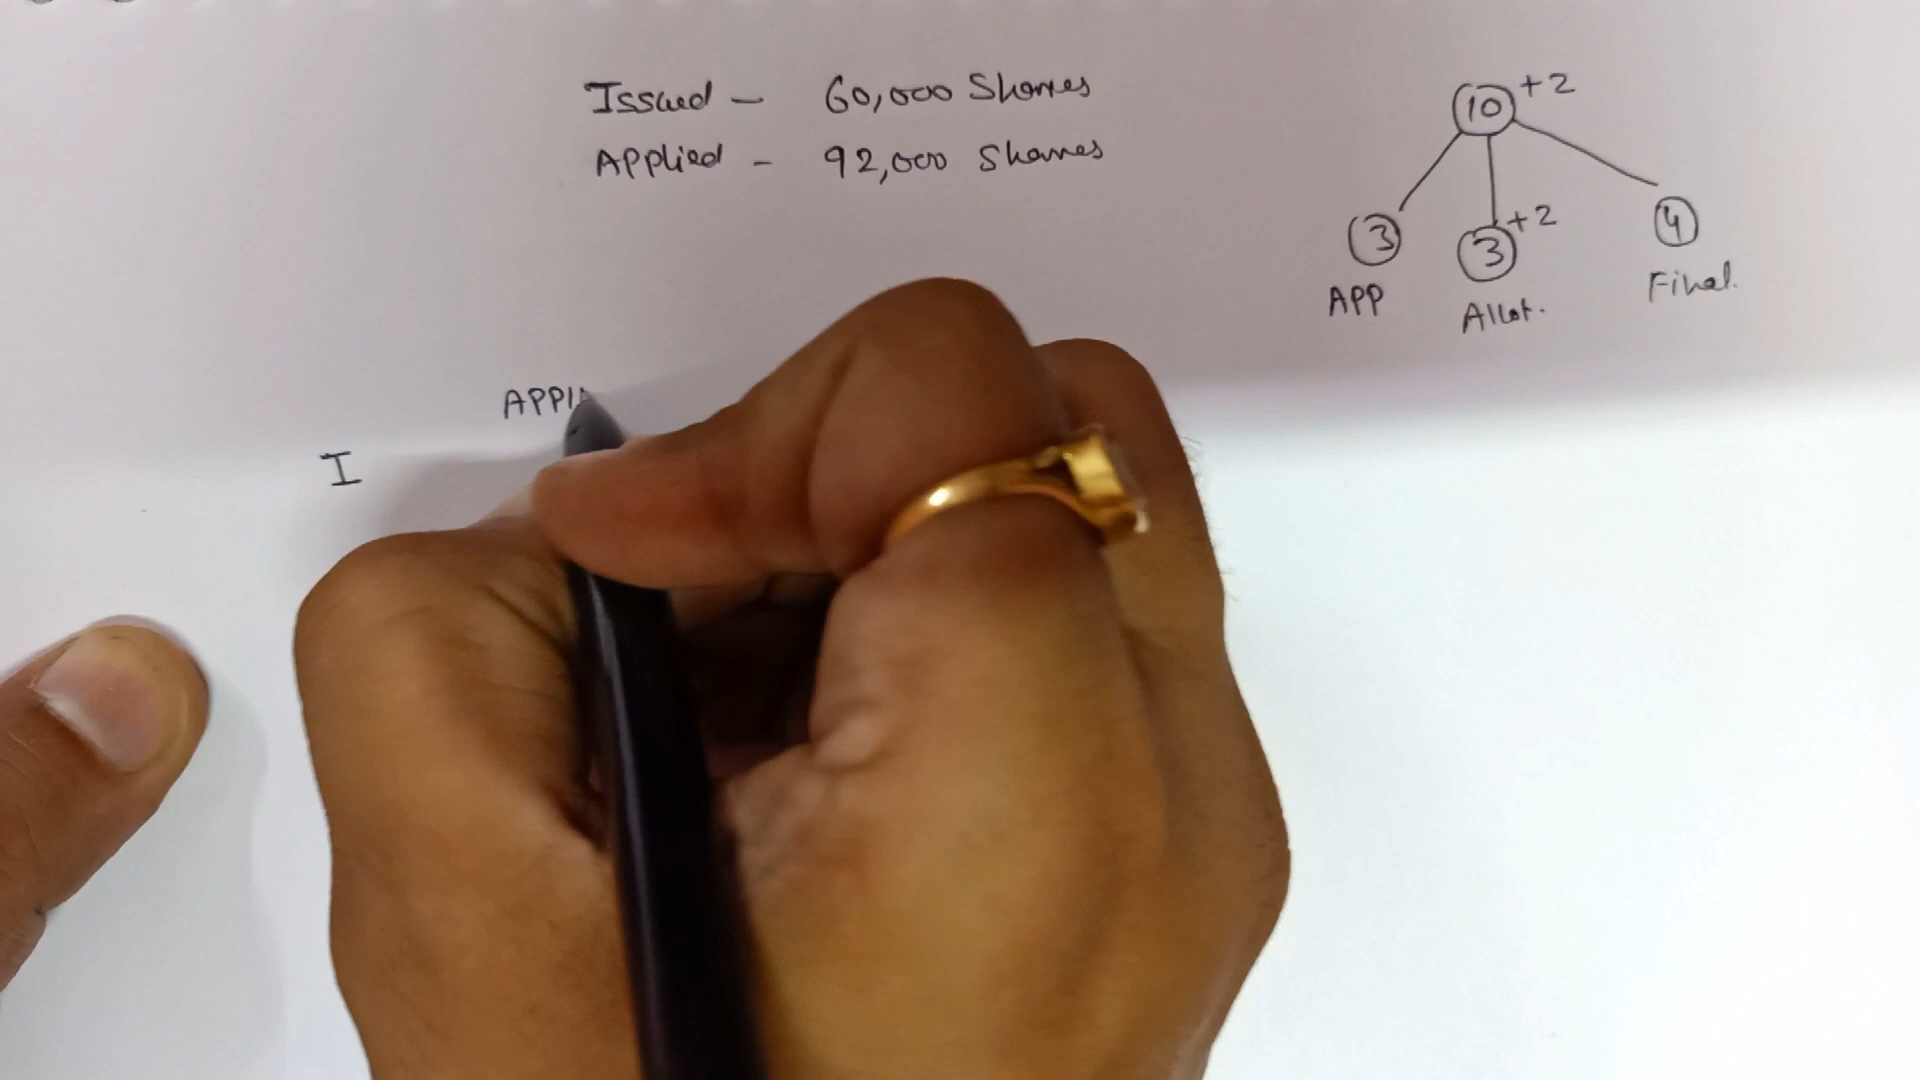 Issued - 60,000 Shares
Applied - 92,000 Shares
10 +2
3 3 +2 4
APP Allot. Final.
APPl
I